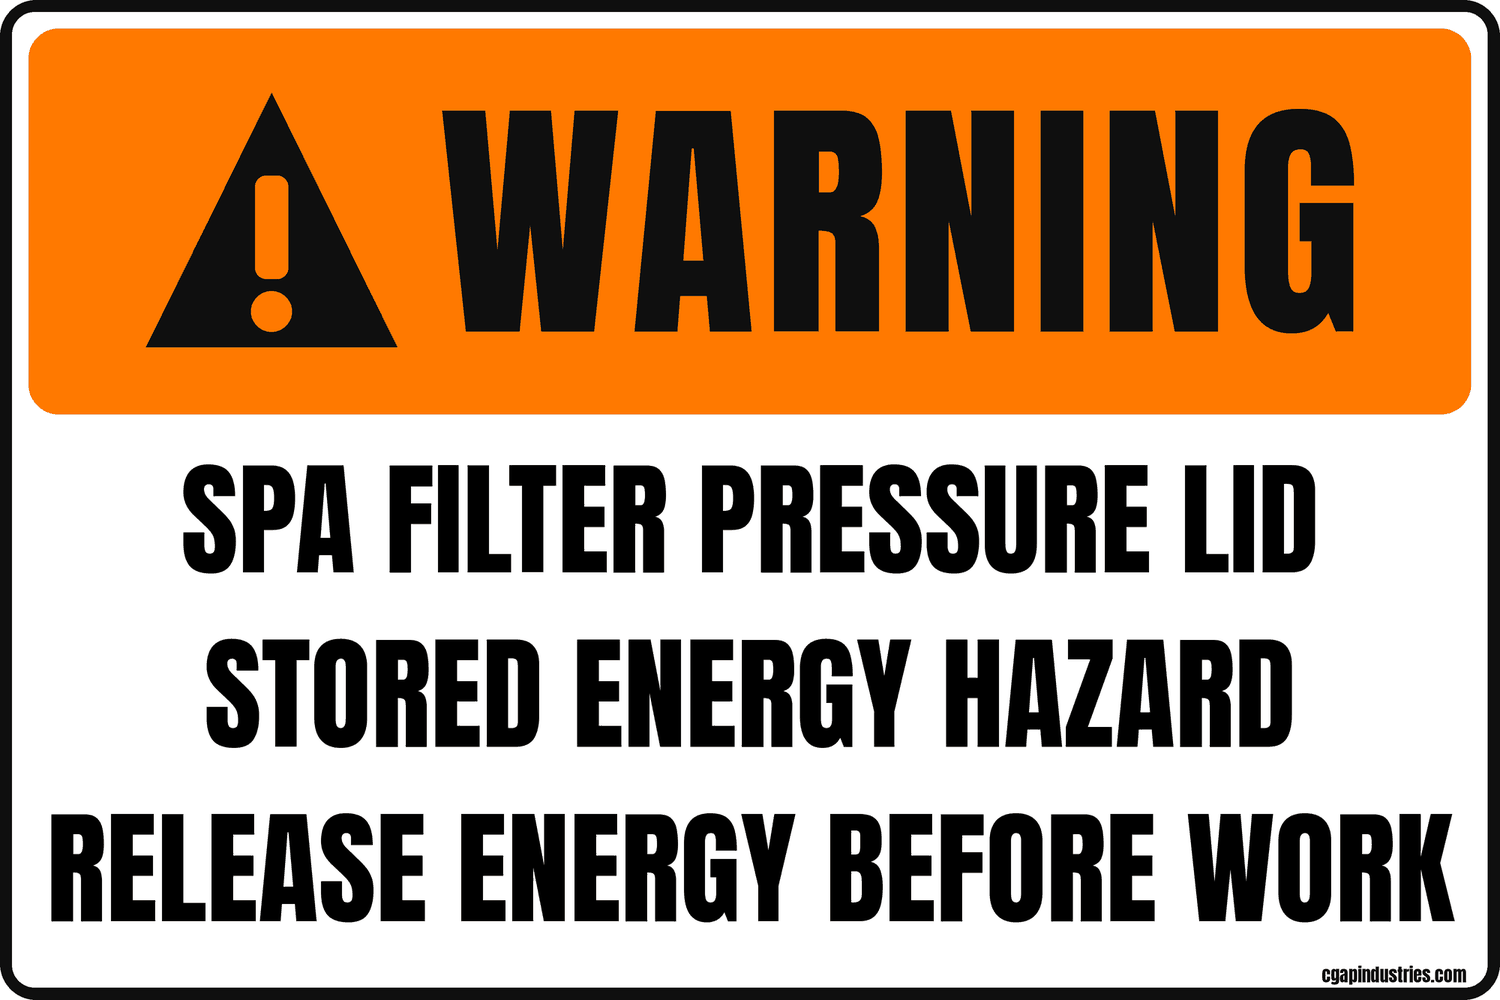 WARNING
SPA FILTER PRESSURE LID
STORED ENERGY HAZARD
RELEASE ENERGY BEFORE WORK
cgapindustries.com